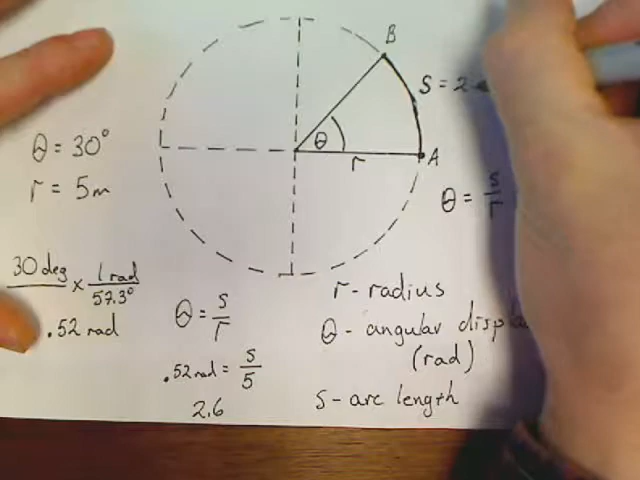 B
S = 2
θ
A
r
θ = 30°
r = 5m
θ = s/r
30 deg x 1 rad/57.3°
.52 rad
θ = s/r
.52 rad = s/5
2.6
r - radius
θ - angular
(rad)
s - arc length